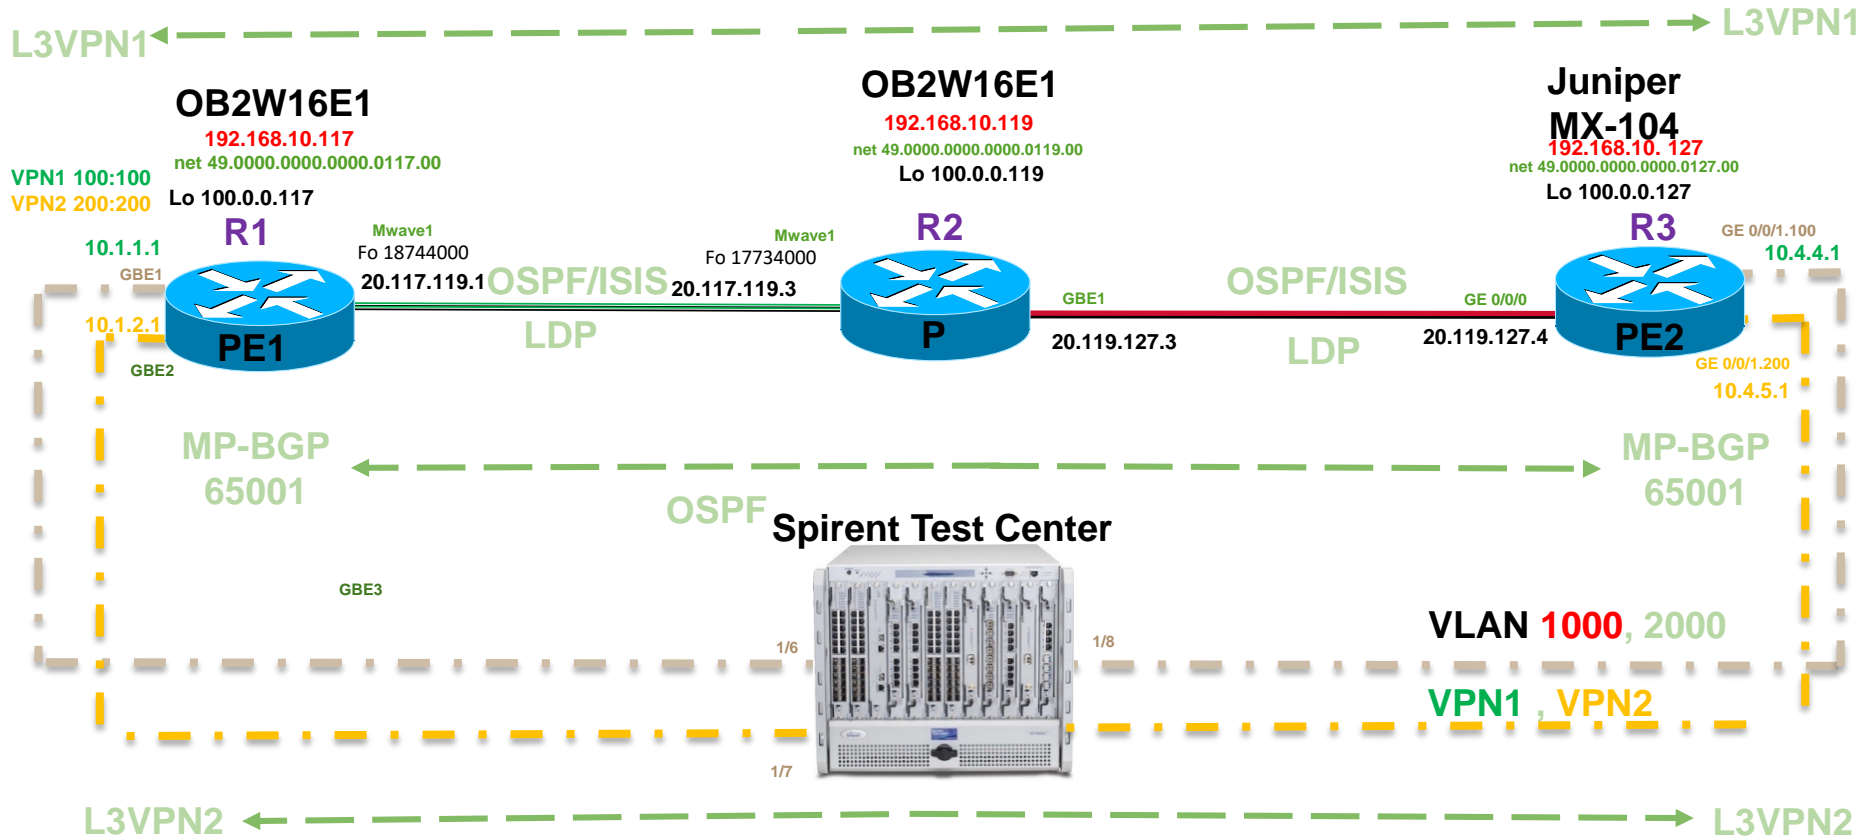 L3VPN1
L3VPN1
OB2W16E1
192.168.10.117
net 49.0000.0000.0000.0117.00
Lo 100.0.0.117
R1
VPN1 100:100
VPN2 200:200
10.1.1.1
GBE1
10.1.2.1
GBE2
PE1
Mwave1
Fo 18744000
20.117.119.1
OSPF/ISIS
LDP
OB2W16E1
192.168.10.119
net 49.0000.0000.0000.0119.00
Lo 100.0.0.119
R2
Mwave1
Fo 17734000
20.117.119.3
P
GBE1
20.119.127.3
OSPF/ISIS
LDP
Juniper
MX-104
192.168.10. 127
net 49.0000.0000.0000.0127.00
Lo 100.0.0.127
R3
GE 0/0/1.100
10.4.4.1
GE 0/0/0
20.119.127.4
PE2
GE 0/0/1.200
10.4.5.1
MP-BGP
65001
MP-BGP
65001
OSPF
Spirent Test Center
GBE3
1/6
1/8
1/7
VLAN 1000, 2000
VPN1 , VPN2
L3VPN2
L3VPN2